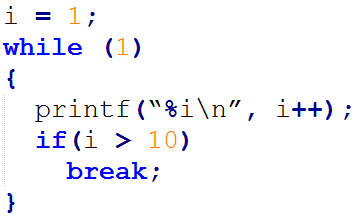 i = 1;
while (1)
{
  printf(“%i\n”, i++);
  if(i > 10)
    break;
}